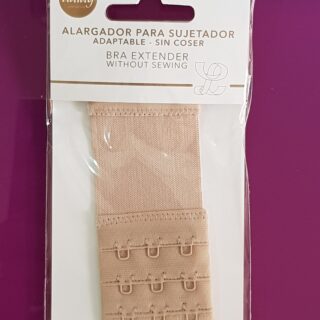 ALARGADOR PARA SUJETADOR
ADAPTABLE - SIN COSER
BRA EXTENDER
WITHOUT SEWING